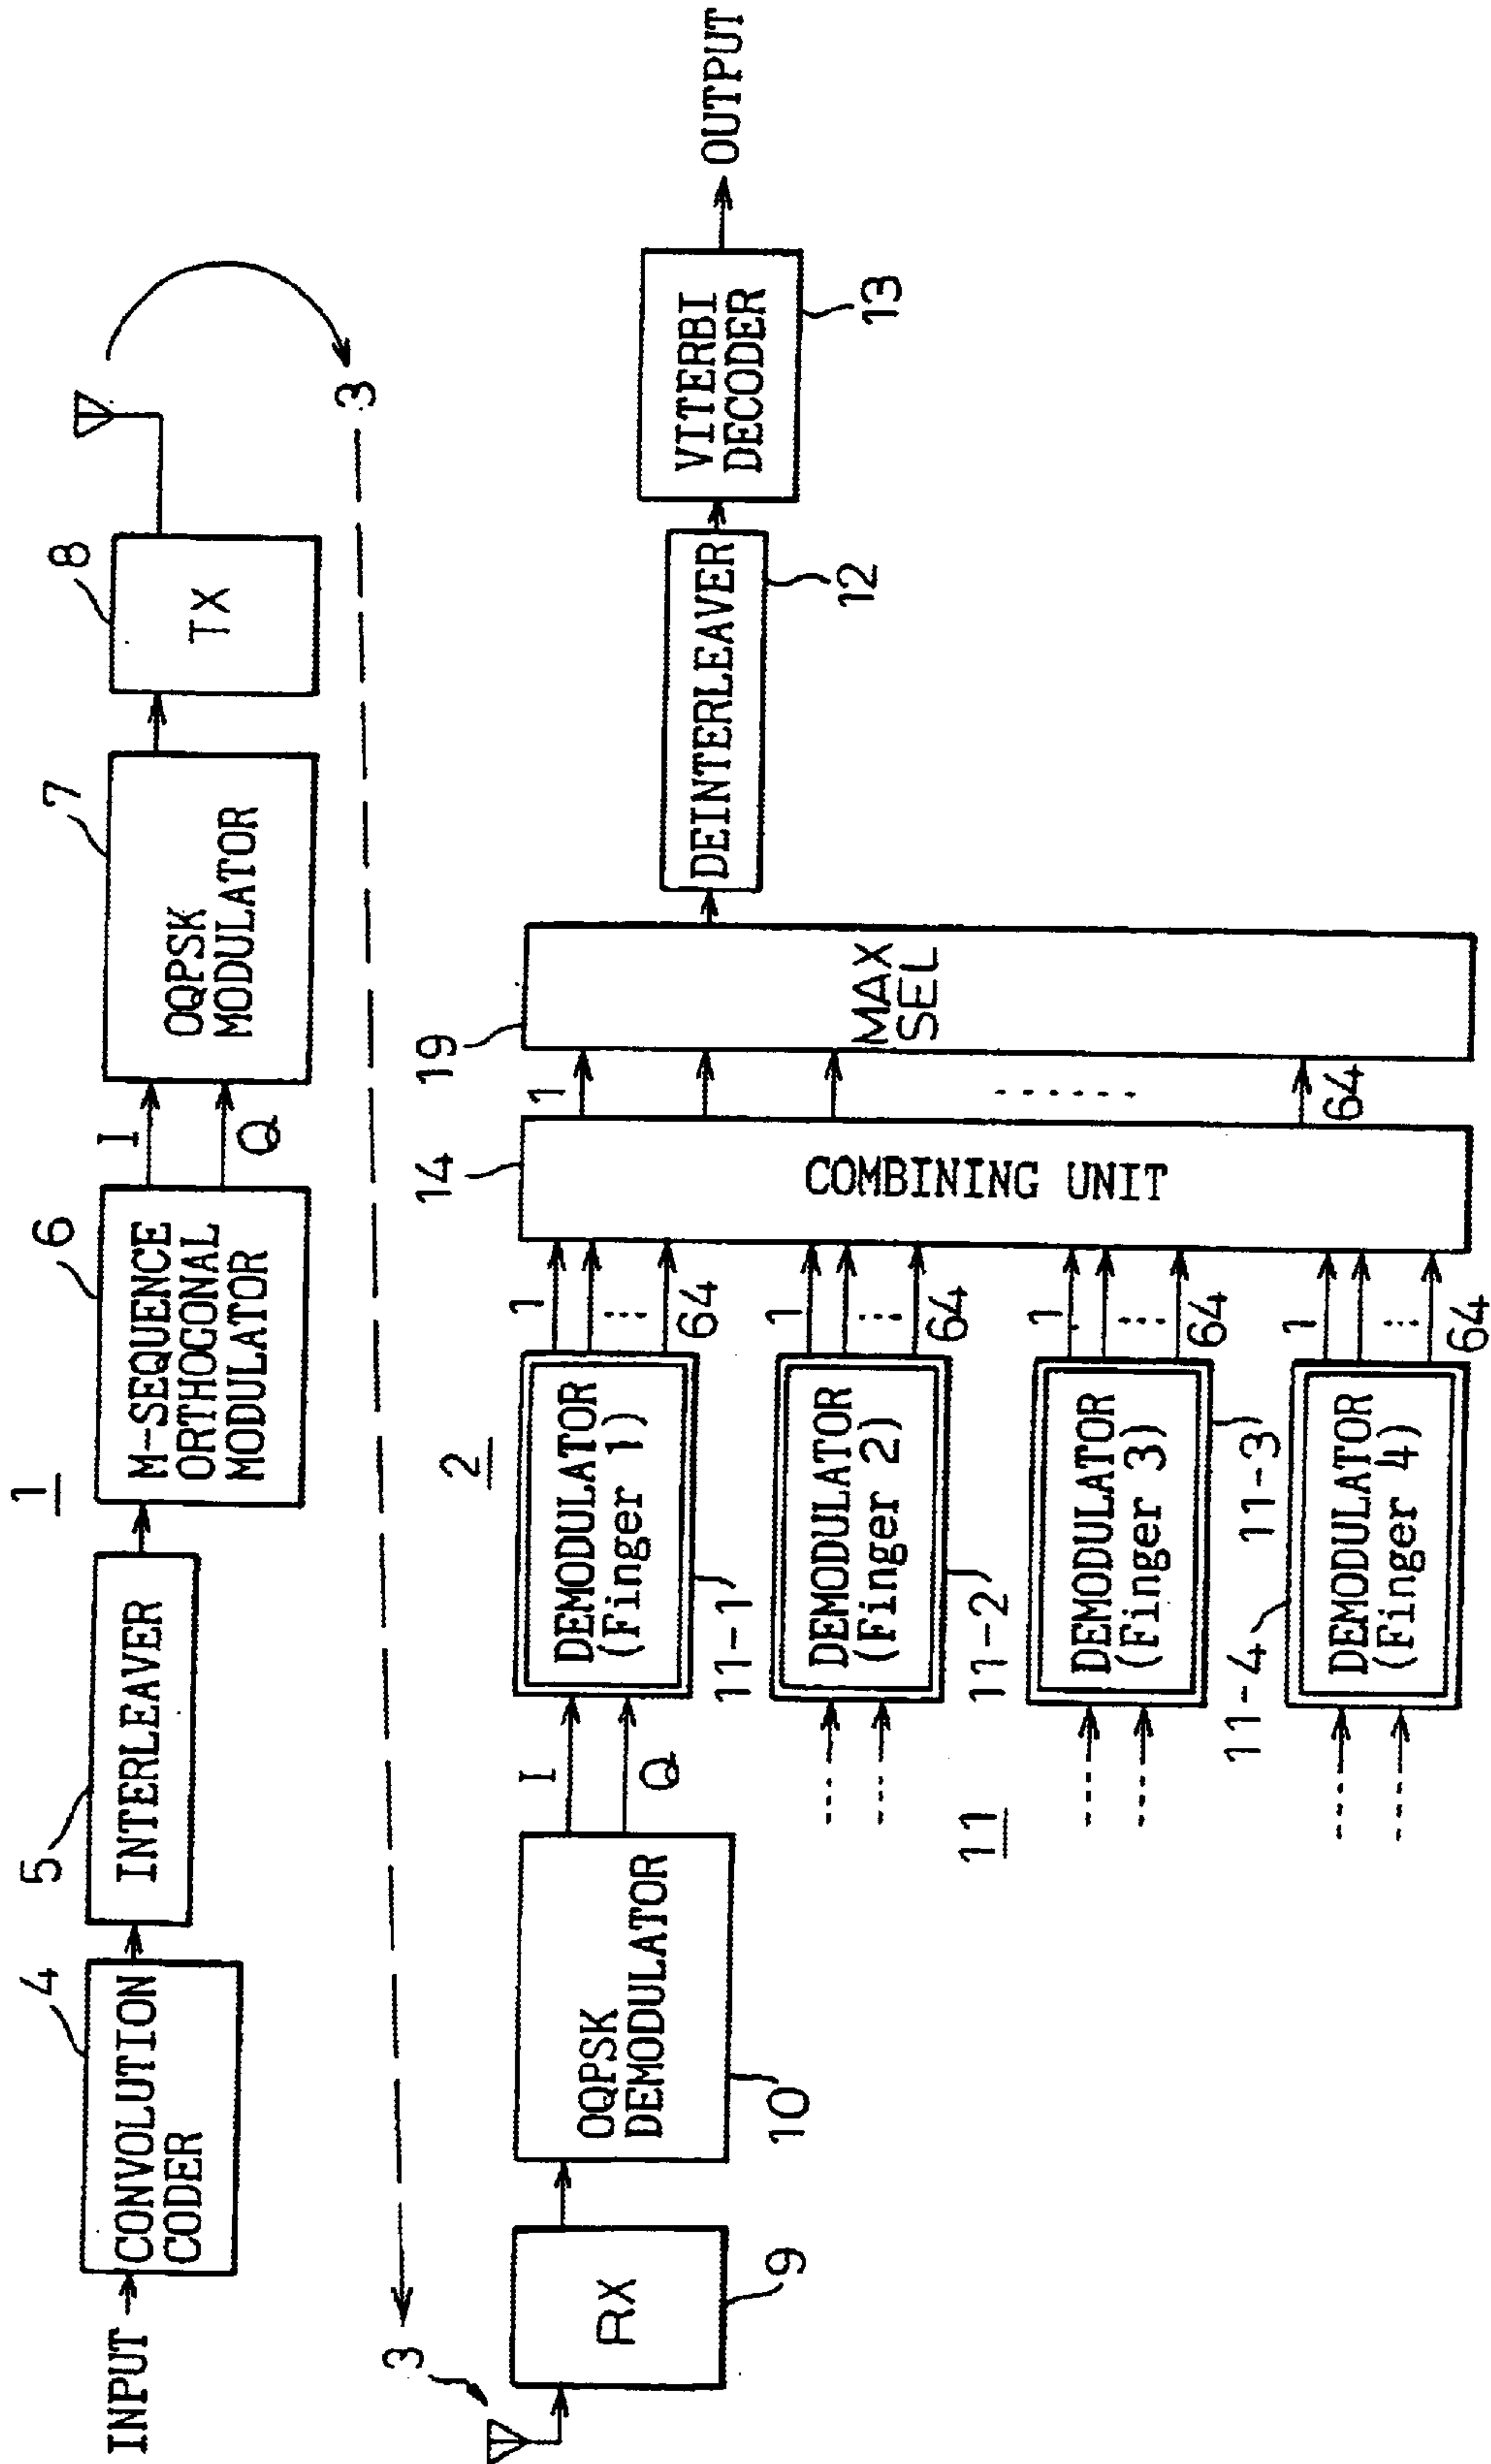 1
INPUT
4
CONVOLUTION
CODER
5
INTERLEAVER
6
M-SEQUENCE
ORTHOGONAL
MODULATOR
I
Q
7
OQPSK
MODULATOR
8
TX
3
3
2
RX
9
OQPSK
DEMODULATOR
10
I
Q
11
DEMODULATOR
(Finger 1)
11-1
1
64
DEMODULATOR
(Finger 2)
11-2
1
64
DEMODULATOR
(Finger 3)
11-3
1
64
DEMODULATOR
(Finger 4)
11-4
1
64
14
COMBINING UNIT
1
64
19
MAX
SEL
DEINTERLEAVER
12
VITERBI
DECODER
13
OUTPUT